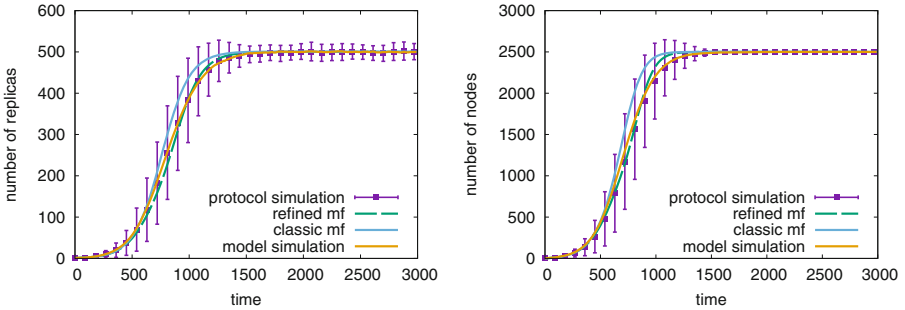 600
500
400
300
200
100
0
number of replicas
protocol simulation
refined mf
classic mf
model simulation
0 500 1000 1500 2000 2500 3000
time
3000
2500
2000
1500
1000
500
0
number of nodes
protocol simulation
refined mf
classic mf
model simulation
0 500 1000 1500 2000 2500 3000
time